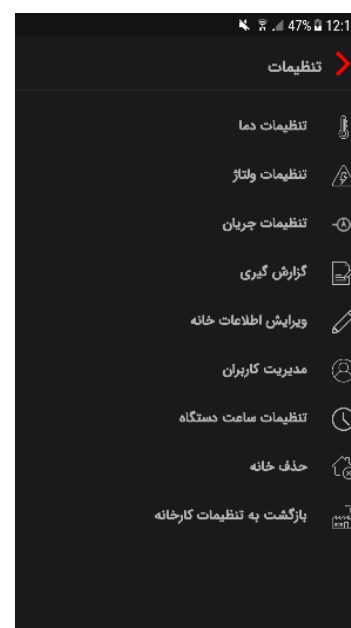 47% 12:1
تنظیمات
تنظیمات دما
تنظیمات ولتاژ
تنظیمات جریان
گزارش گیری
ویرایش اطلاعات خانه
مدیریت کاربران
تنظیمات ساعت دستگاه
حذف خانه
بازگشت به تنظیمات کارخانه